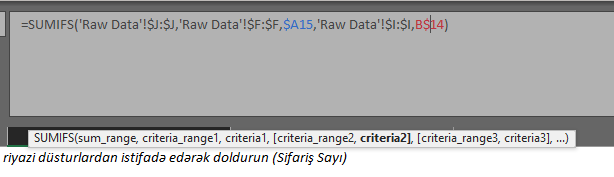 =SUMIFS('Raw Data'!$J:$J,'Raw Data'!$F:$F,$A15,'Raw Data'!$I:$I,B$14)
SUMIFS(sum_range, criteria_range1, criteria1, [criteria_range2, criteria2], [criteria_range3, criteria3], ...)
riyazi düsturlardan istifadə edərək doldurun (Sifariş Sayı)